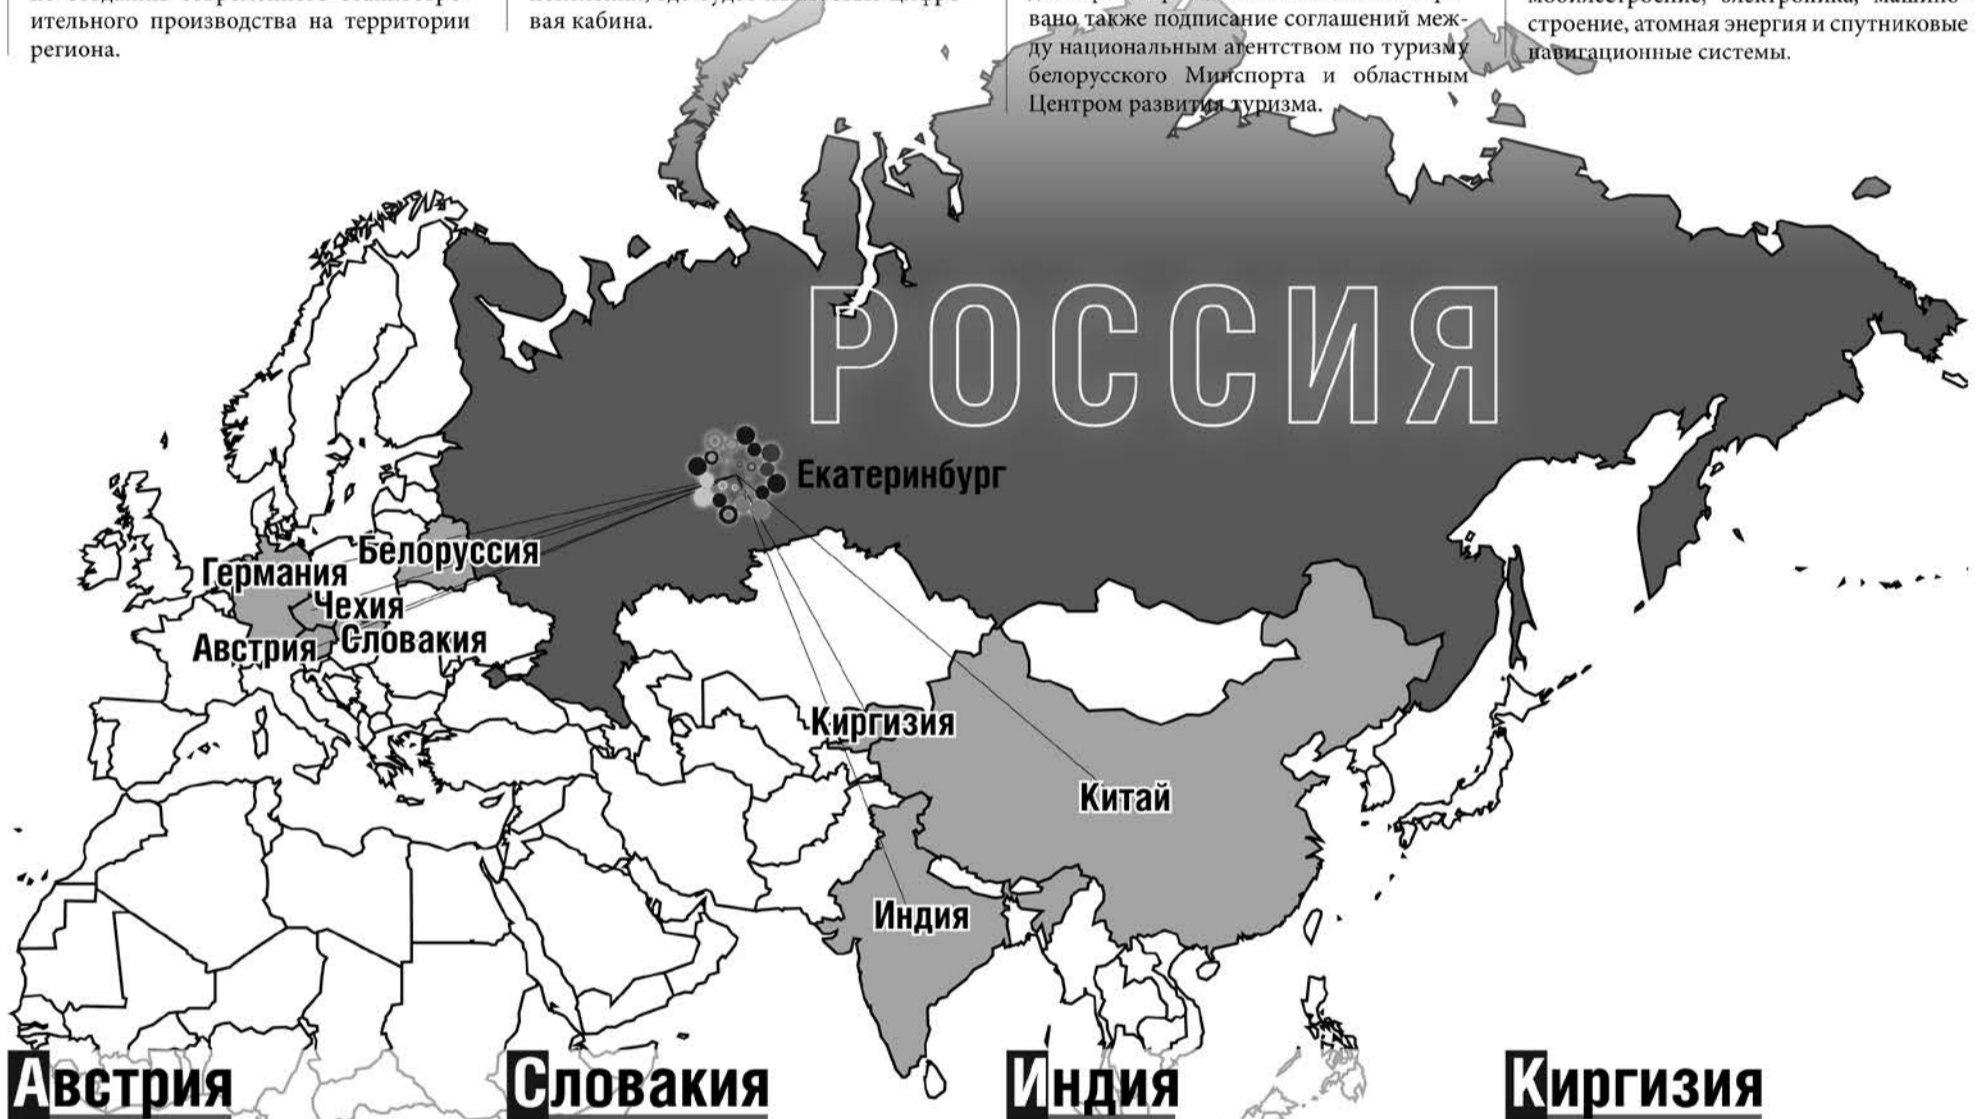 ительного производства на территории
региона.
вая кабина.
вано также подписание соглашений меж-
ду национальным агентством по туризму
белорусского Минспорта и областным
Центром развития туризма.
строение, атомная энергия и спутниковые
навигационные системы.
РОССИЯ
Екатеринбург
Белоруссия
Германия
Чехия
Словакия
Австрия
Киргизия
Китай
Индия
Австрия
Словакия
Индия
Киргизия